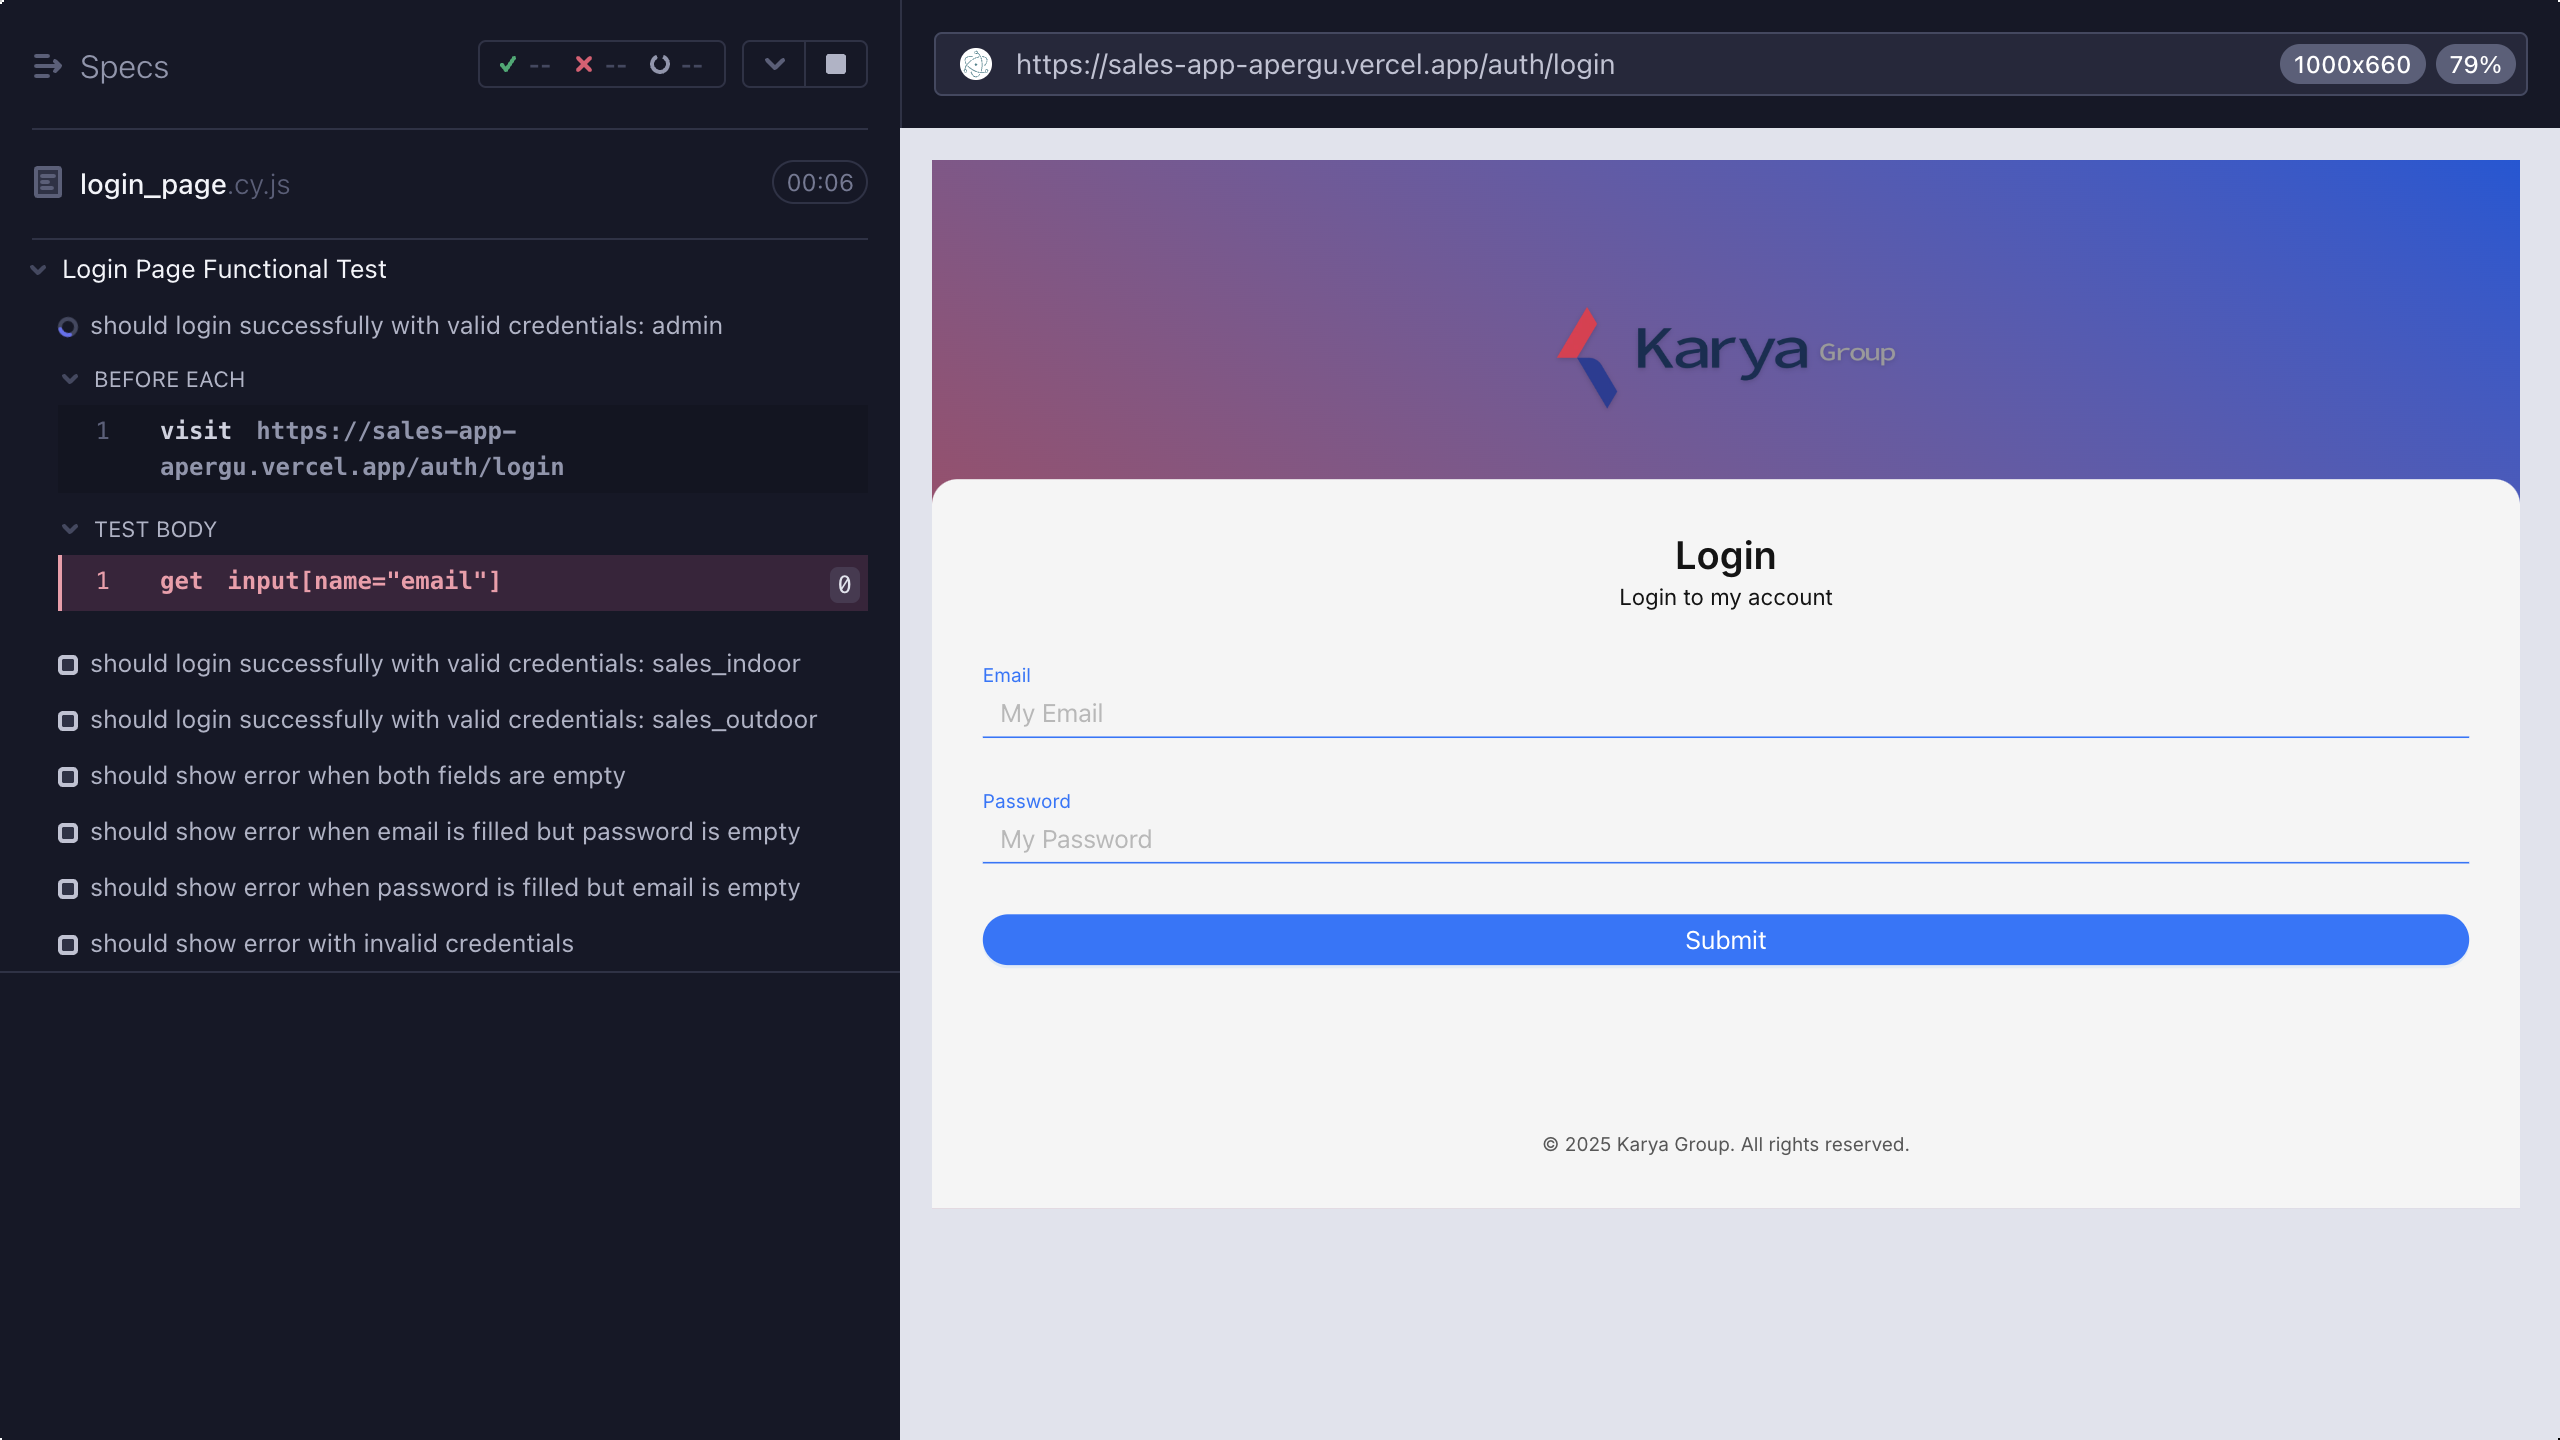 Specs
--
--
--
login_page.cy.js
00:06
Login Page Functional Test
should login successfully with valid credentials: admin
BEFORE EACH
1 visit https://sales-app-
apergu.vercel.app/auth/login
TEST BODY
1 get input[name="email"] 0
should login successfully with valid credentials: sales_indoor
should login successfully with valid credentials: sales_outdoor
should show error when both fields are empty
should show error when email is filled but password is empty
should show error when password is filled but email is empty
should show error with invalid credentials
https://sales-app-apergu.vercel.app/auth/login
1000x660
79%
Karya Group
Login
Login to my account
Email
My Email
Password
My Password
Submit
© 2025 Karya Group. All rights reserved.